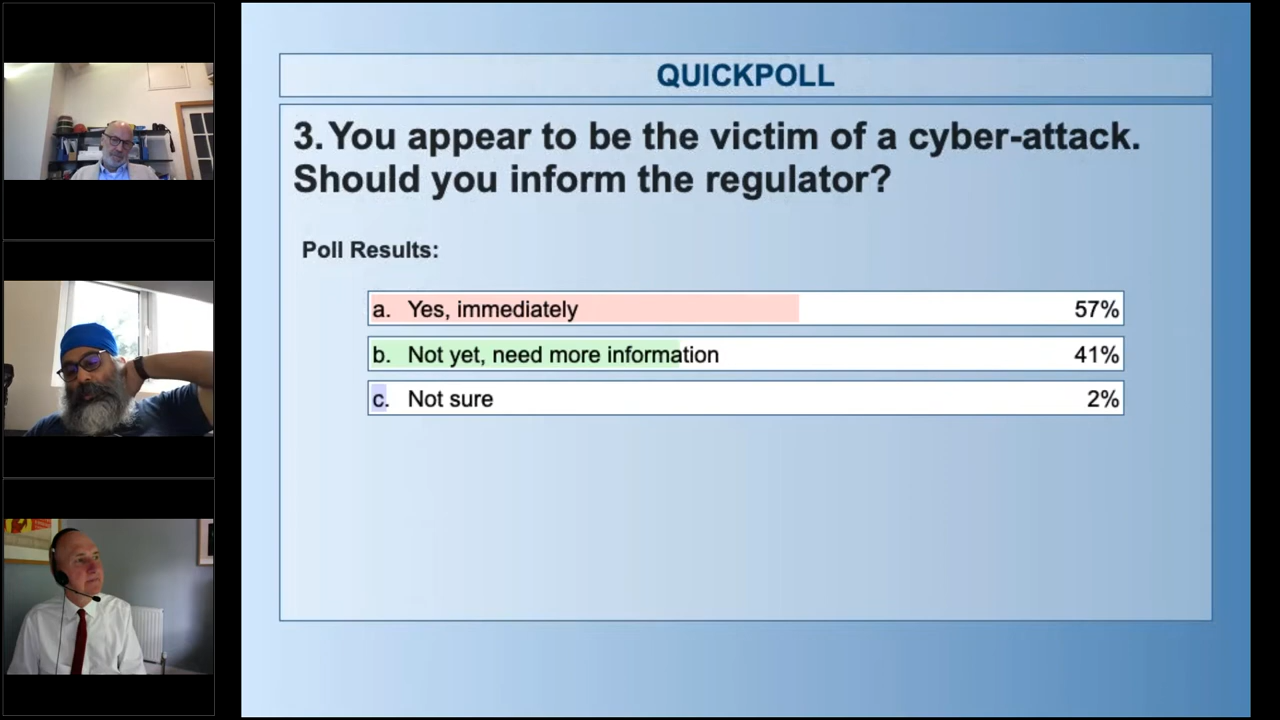 QUICKPOLL
3. You appear to be the victim of a cyber-attack.
Should you inform the regulator?
Poll Results:
a. Yes, immediately 57%
b. Not yet, need more information 41%
c. Not sure 2%